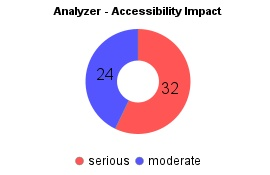 Analyzer - Accessibility Impact
24
32
serious moderate